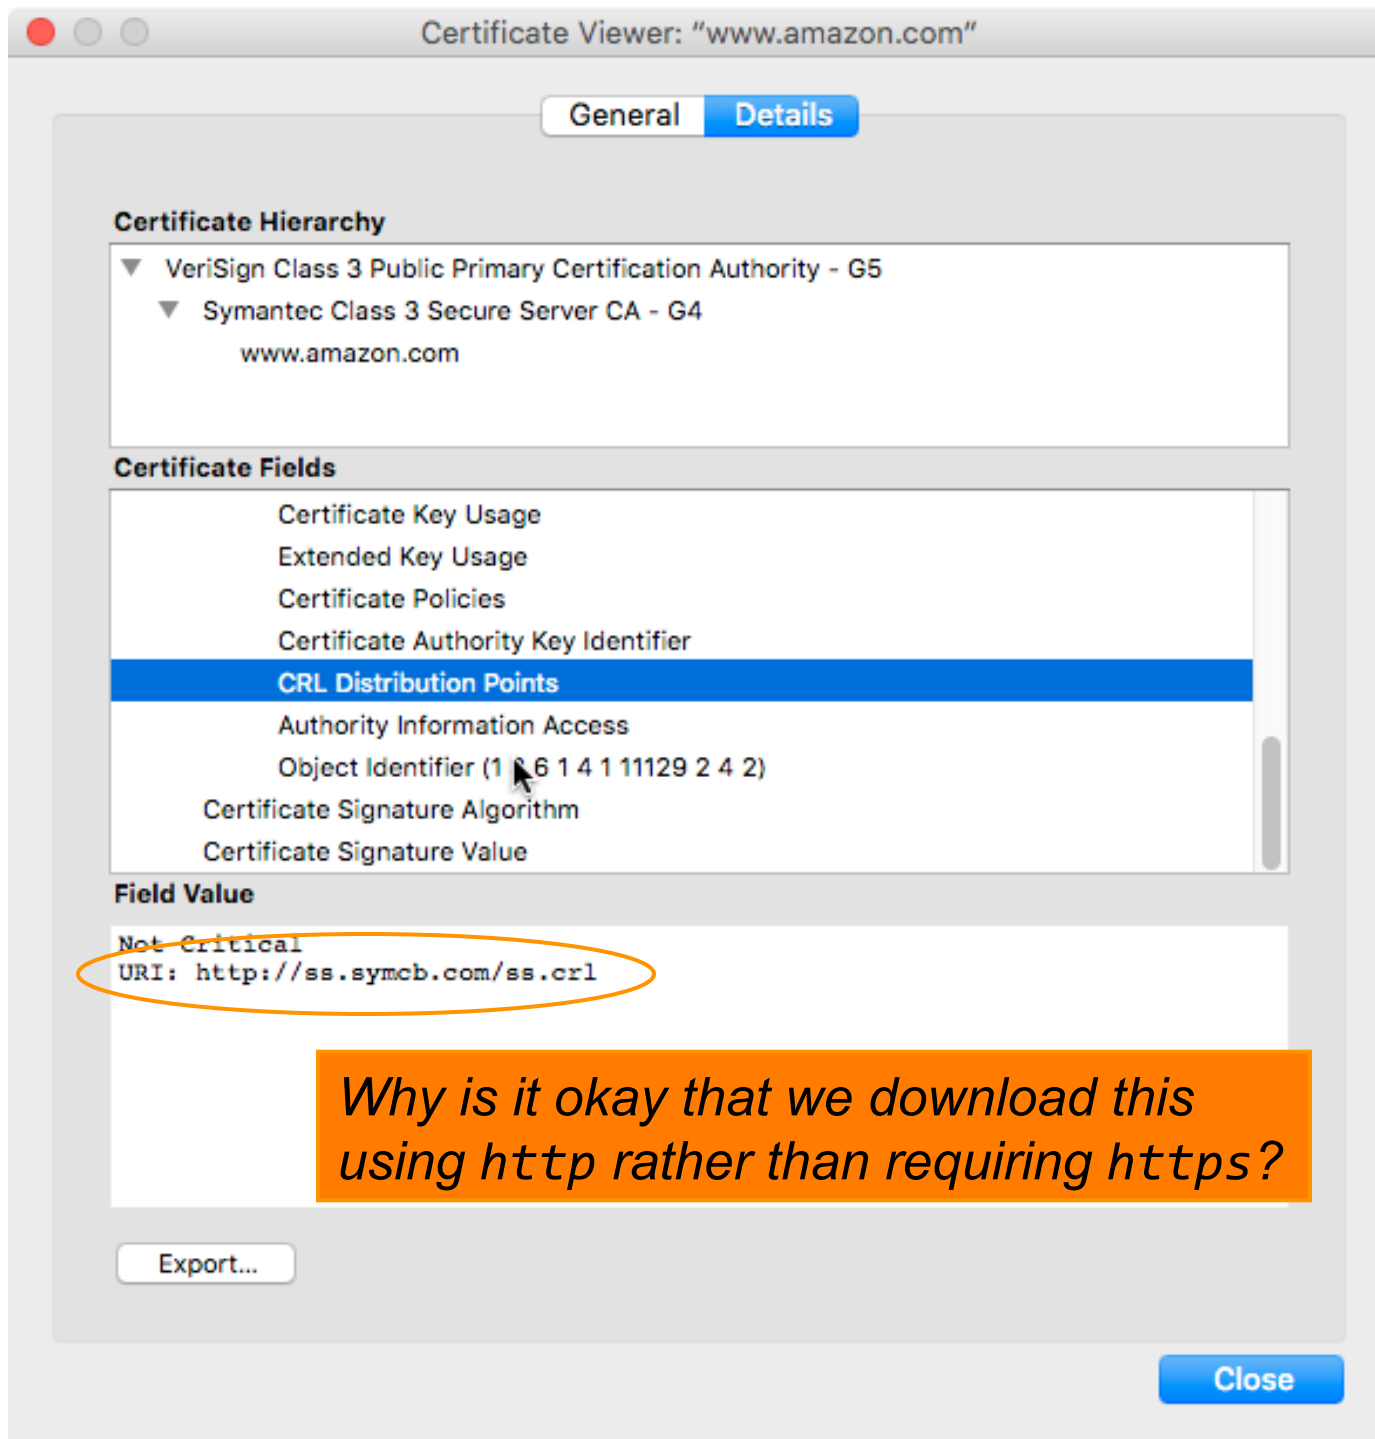 Certificate Viewer: “www.amazon.com”
General Details
Certificate Hierarchy
VeriSign Class 3 Public Primary Certification Authority - G5
Symantec Class 3 Secure Server CA - G4
www.amazon.com
Certificate Fields
Certificate Key Usage
Extended Key Usage
Certificate Policies
Certificate Authority Key Identifier
CRL Distribution Points
Authority Information Access
Object Identifier (1 6 1 4 1 11129 2 4 2)
Certificate Signature Algorithm
Certificate Signature Value
Field Value
Not Critical
URI: http://ss.symcb.com/ss.crl
Why is it okay that we download this
using http rather than requiring https?
Export...
Close